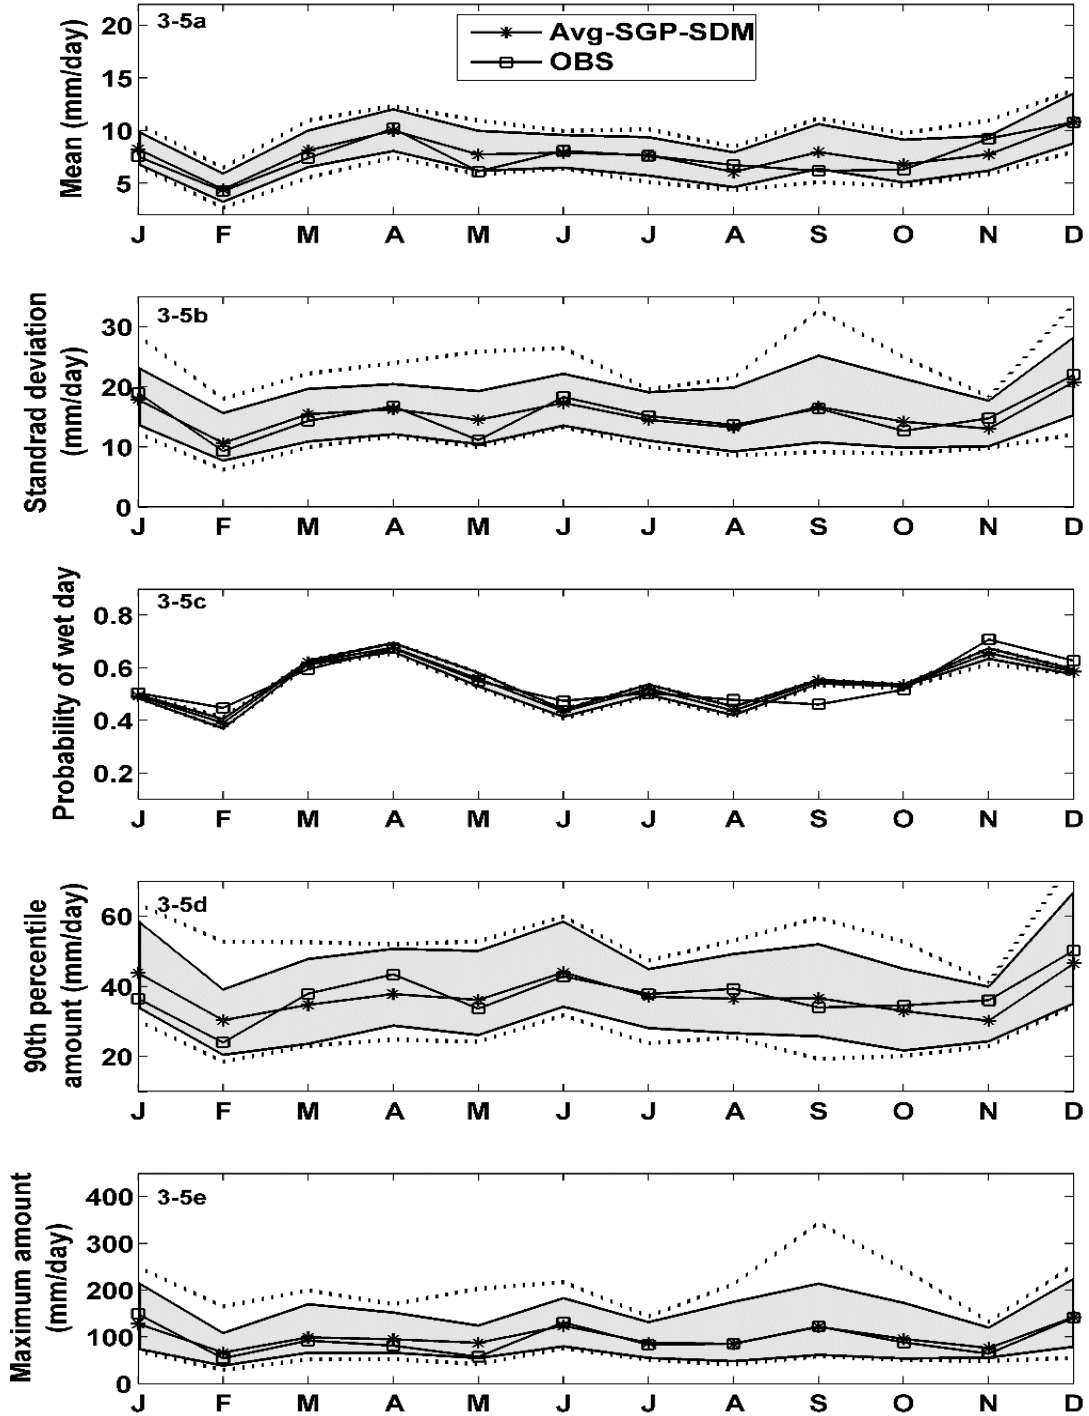 3-5a
Avg-SGP-SDM
OBS
Mean (mm/day)
20
15
10
5
J F M A M J J A S O N D
3-5b
Standrad deviation
(mm/day)
30
20
10
0
J F M A M J J A S O N D
3-5c
Probability of wet day
0.8
0.6
0.4
0.2
J F M A M J J A S O N D
3-5d
90th percentile
amount (mm/day)
60
40
20
J F M A M J J A S O N D
3-5e
Maximum amount
(mm/day)
400
300
200
100
0
J F M A M J J A S O N D